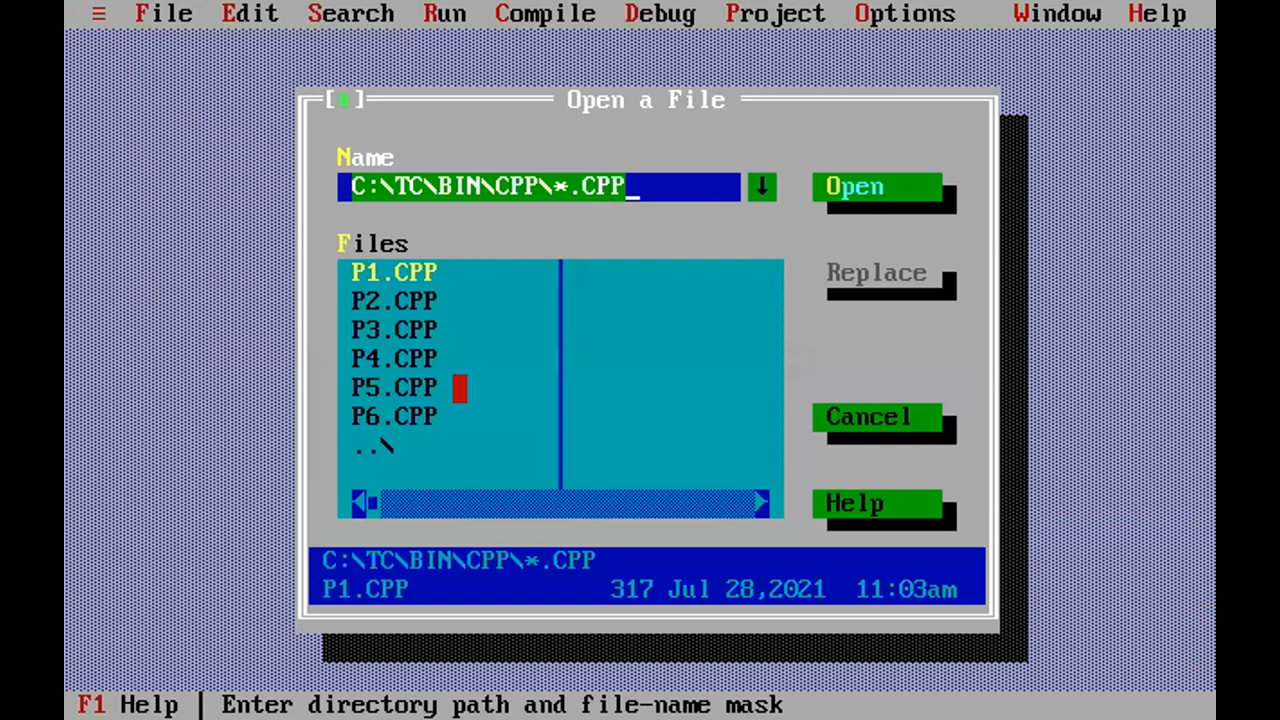 ≡ File Edit Search Run Compile Debug Project Options Window Help
[↑] Open a File
Name
C:\TC\BIN\CPP\*.CPP_ ↓ Open
Files
P1.CPP Replace
P2.CPP
P3.CPP
P4.CPP
P5.CPP
P6.CPP Cancel
..\
Help
C:\TC\BIN\CPP\*.CPP
P1.CPP 317 Jul 28,2021 11:03am
F1 Help | Enter directory path and file-name mask